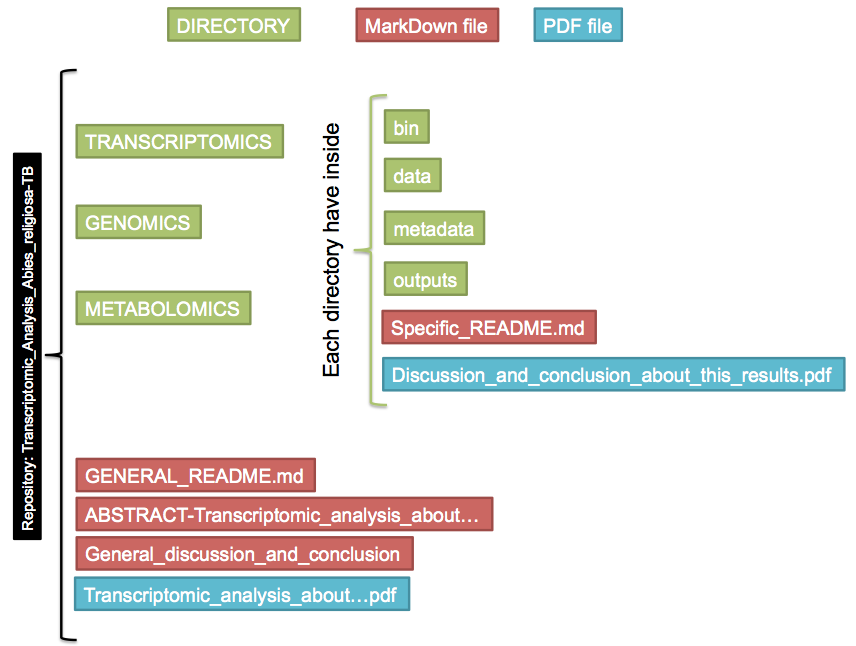 DIRECTORY
MarkDown file
PDF file
Repository: Transcriptomic_Analysis_Abies_religiosa-TB
TRANSCRIPTOMICS
GENOMICS
METABOLOMICS
Each directory have inside
bin
data
metadata
outputs
Specific_README.md
Discussion_and_conclusion_about_this_results.pdf
GENERAL_README.md
ABSTRACT-Transcriptomic_analysis_about…
General_discussion_and_conclusion
Transcriptomic_analysis_about…pdf